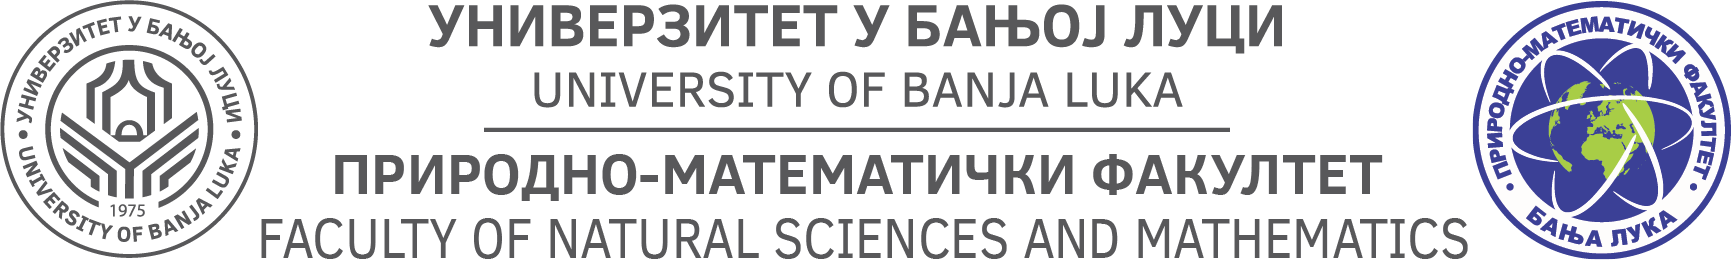 УНИВЕРЗИТЕТ У БАЊОЈ ЛУЦИ
UNIVERSITY OF BANJA LUKA
1975
УНИВЕРЗИТЕТ У БАЊОЈ ЛУЦИ
UNIVERSITY OF BANJA LUKA
ПРИРОДНО-МАТЕМАТИЧКИ ФАКУЛТЕТ
FACULTY OF NATURAL SCIENCES AND MATHEMATICS
ПРИРОДНО-МАТЕМАТИЧКИ ФАКУЛТЕТ
БАЊА ЛУКА